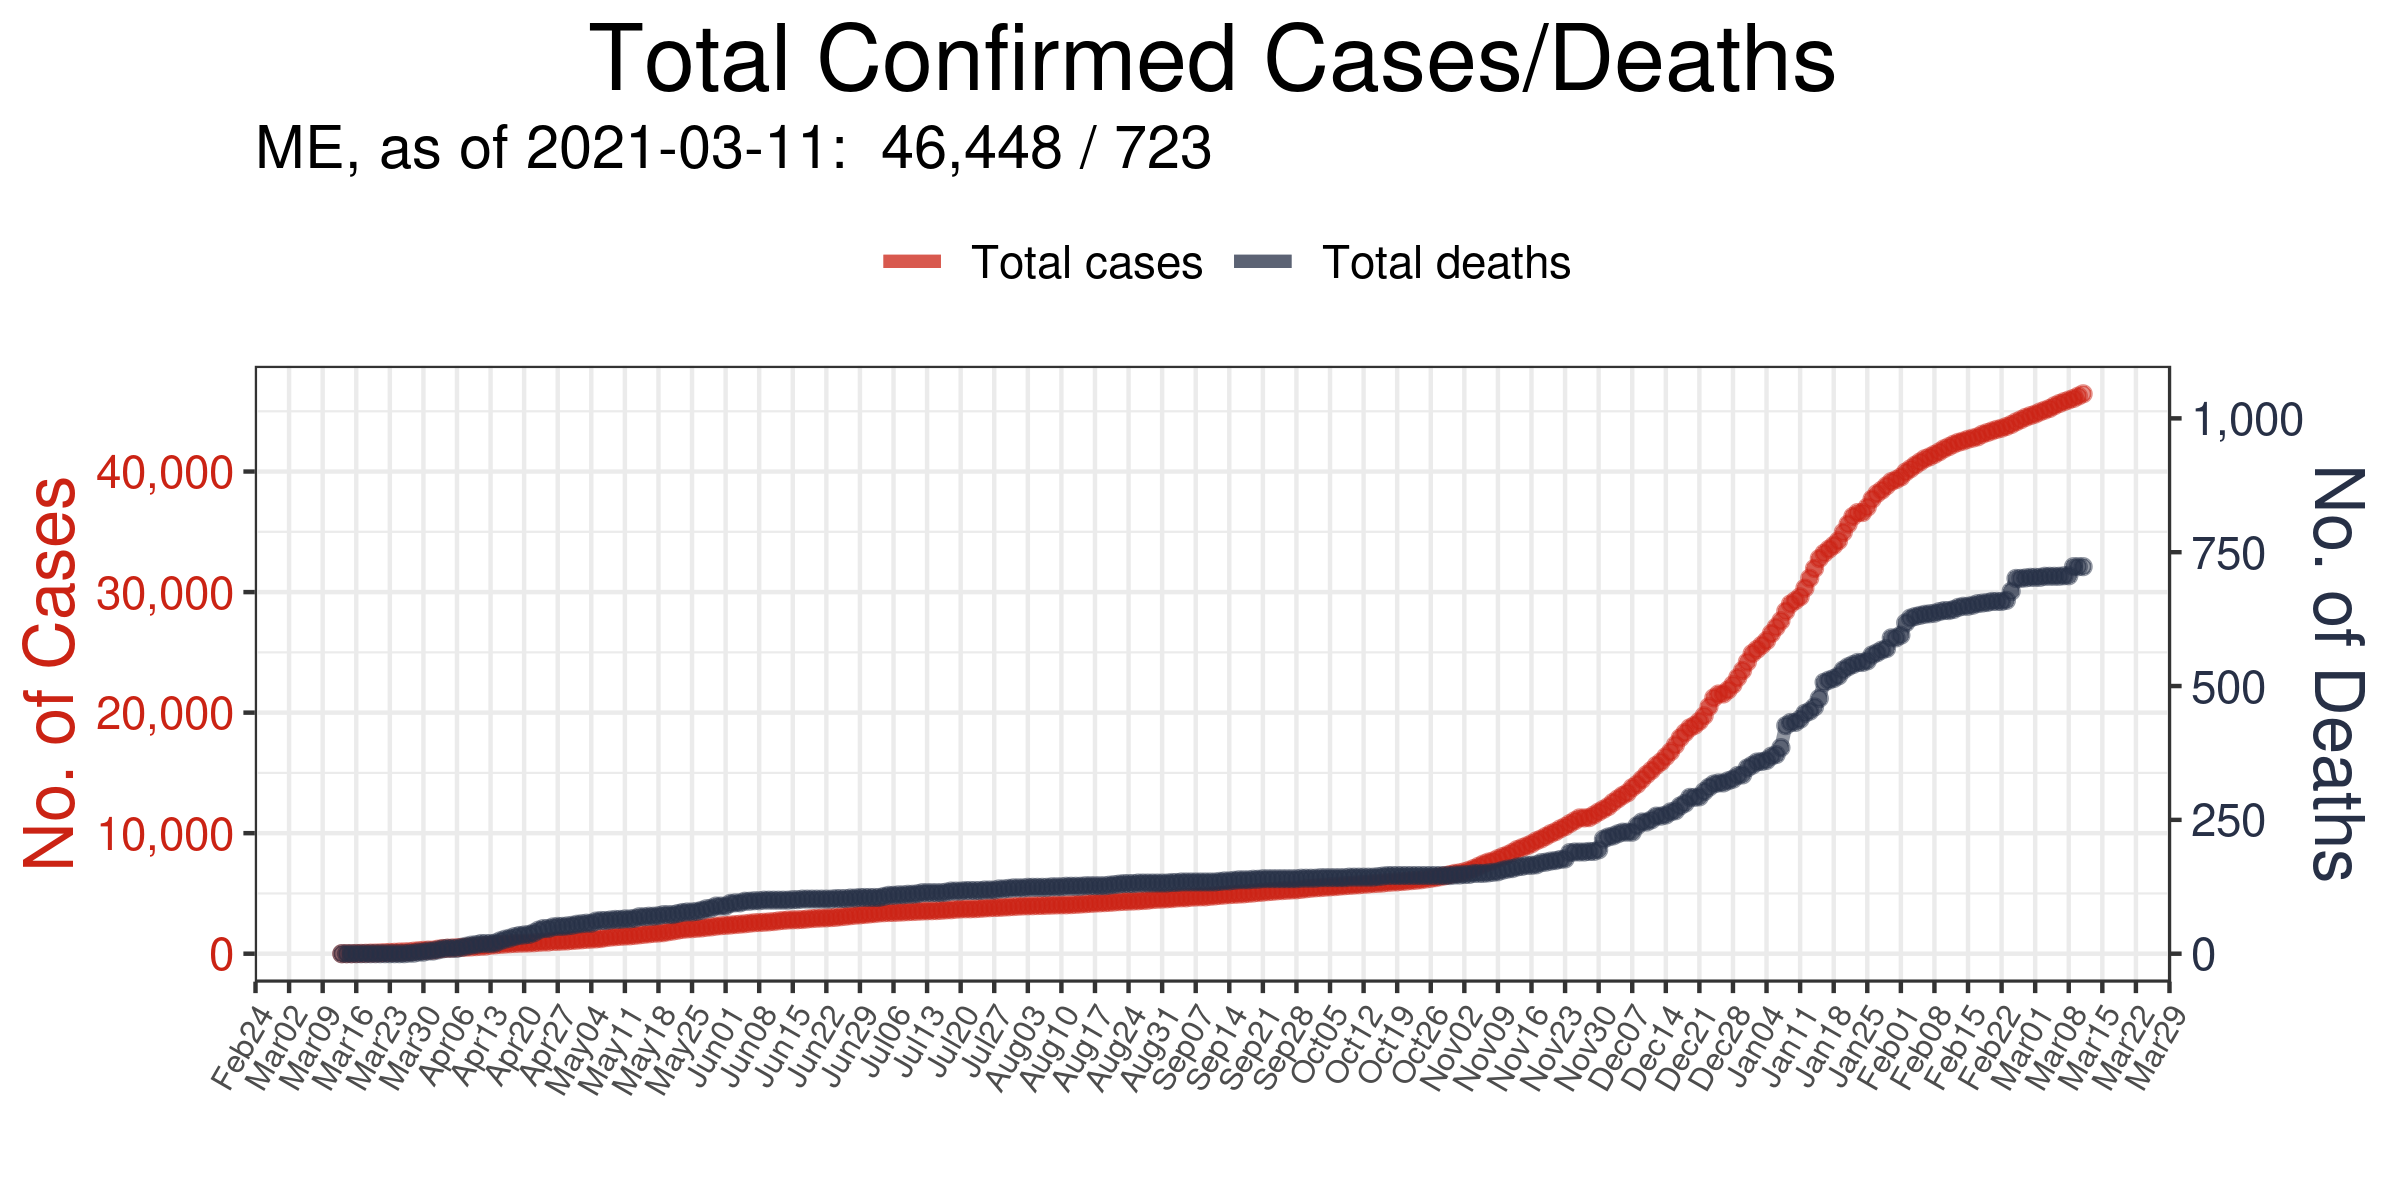 Total Confirmed Cases/Deaths
ME, as of 2021-03-11:  46,448 / 723
Total cases
Total deaths
No. of Cases
40,000
30,000
20,000
10,000
0
1,000
750
500
250
0
No. of Deaths
Feb24
Mar02
Mar09
Mar16
Mar23
Mar30
Apr06
Apr13
Apr20
Apr27
May04
May11
May18
May25
Jun01
Jun08
Jun15
Jun22
Jun29
Jul06
Jul13
Jul20
Jul27
Aug03
Aug10
Aug17
Aug24
Aug31
Sep07
Sep14
Sep21
Sep28
Oct05
Oct12
Oct19
Oct26
Nov02
Nov09
Nov16
Nov23
Nov30
Dec07
Dec14
Dec21
Dec28
Jan04
Jan11
Jan18
Jan25
Feb01
Feb08
Feb15
Feb22
Mar01
Mar08
Mar15
Mar22
Mar29